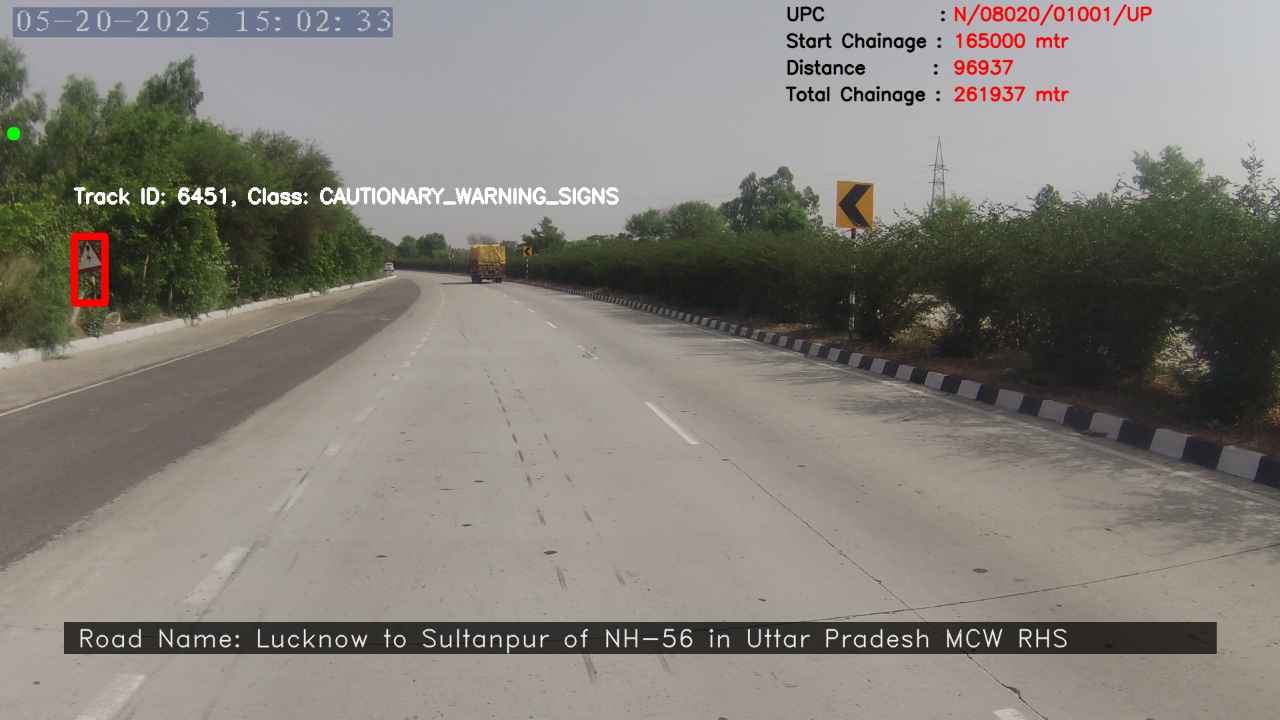 05-20-2025 15:02:33
UPC : N/08020/01001/UP
Start Chainage : 165000 mtr
Distance : 96937
Total Chainage : 261937 mtr
Track ID: 6451, Class: CAUTIONARY_WARNING_SIGNS
Road Name: Lucknow to Sultanpur of NH-56 in Uttar Pradesh MCW RHS